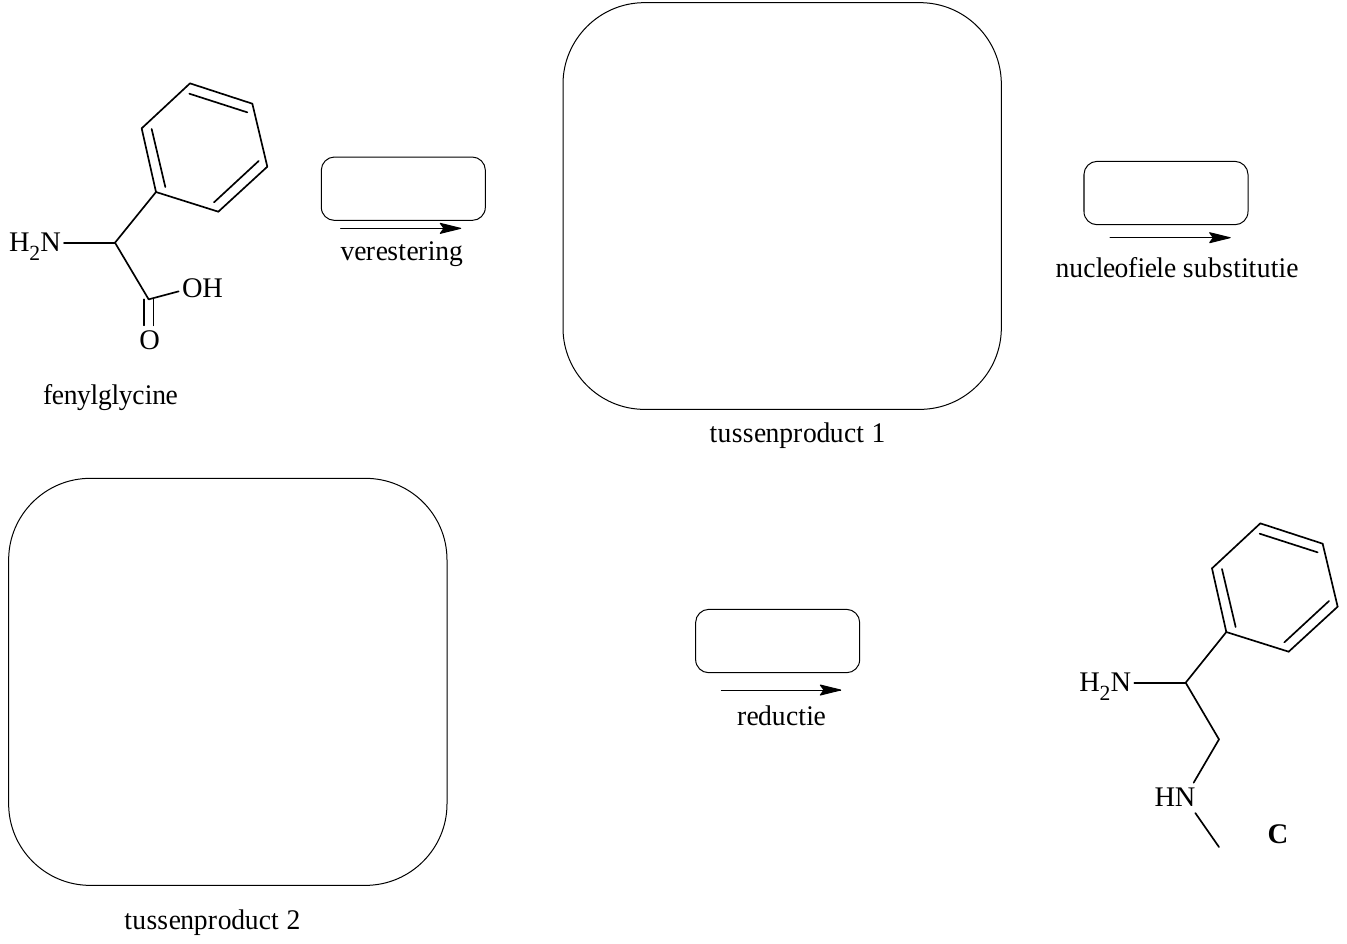 H2N
OH
O
fenylglycine
verestering
tussenproduct 1
nucleofiele substitutie
tussenproduct 2
reductie
H2N
HN
C